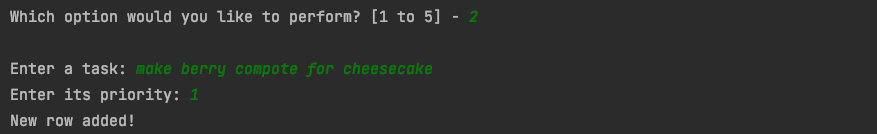 Which option would you like to perform? [1 to 5] - 2
Enter a task: make berry compote for cheesecake
Enter its priority: 1
New row added!